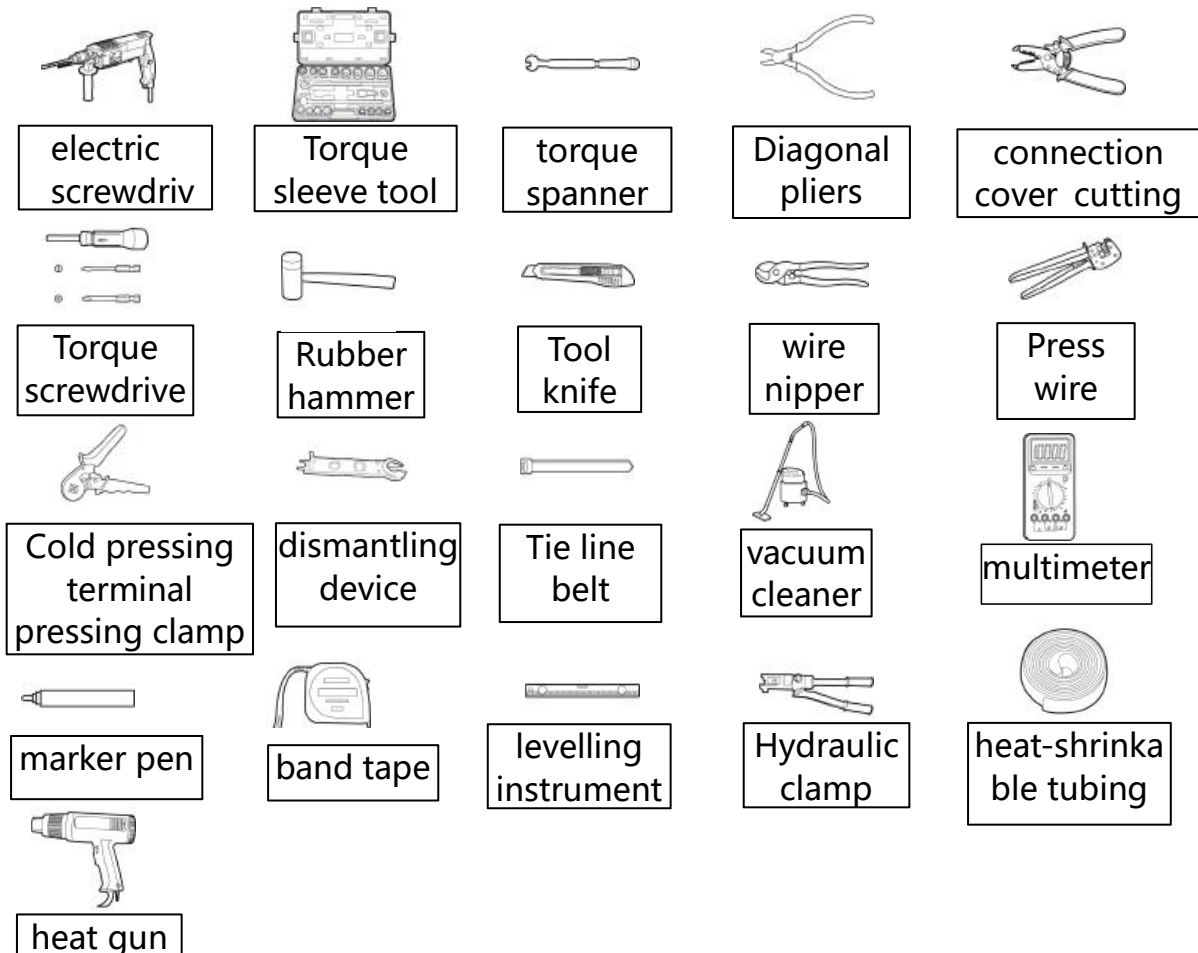 electric
screwdriv
Torque
sleeve tool
torque
spanner
Diagonal
pliers
connection
cover cutting
Torque
screwdrive
Rubber
hammer
Tool
knife
wire
nipper
Press
wire
Cold pressing
terminal
pressing clamp
dismantling
device
Tie line
belt
vacuum
cleaner
multimeter
marker pen
band tape
levelling
instrument
Hydraulic
clamp
heat-shrinka
ble tubing
heat gun